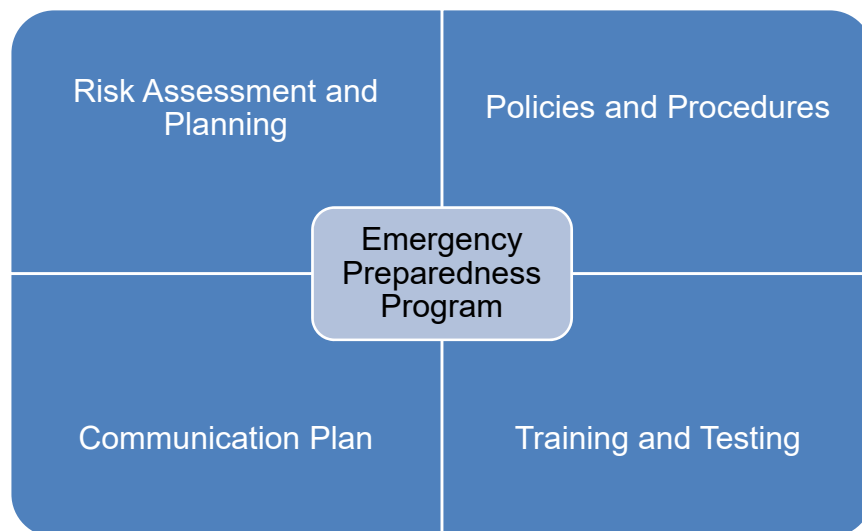 Risk Assessment and
Planning
Policies and Procedures
Emergency
Preparedness
Program
Communication Plan
Training and Testing